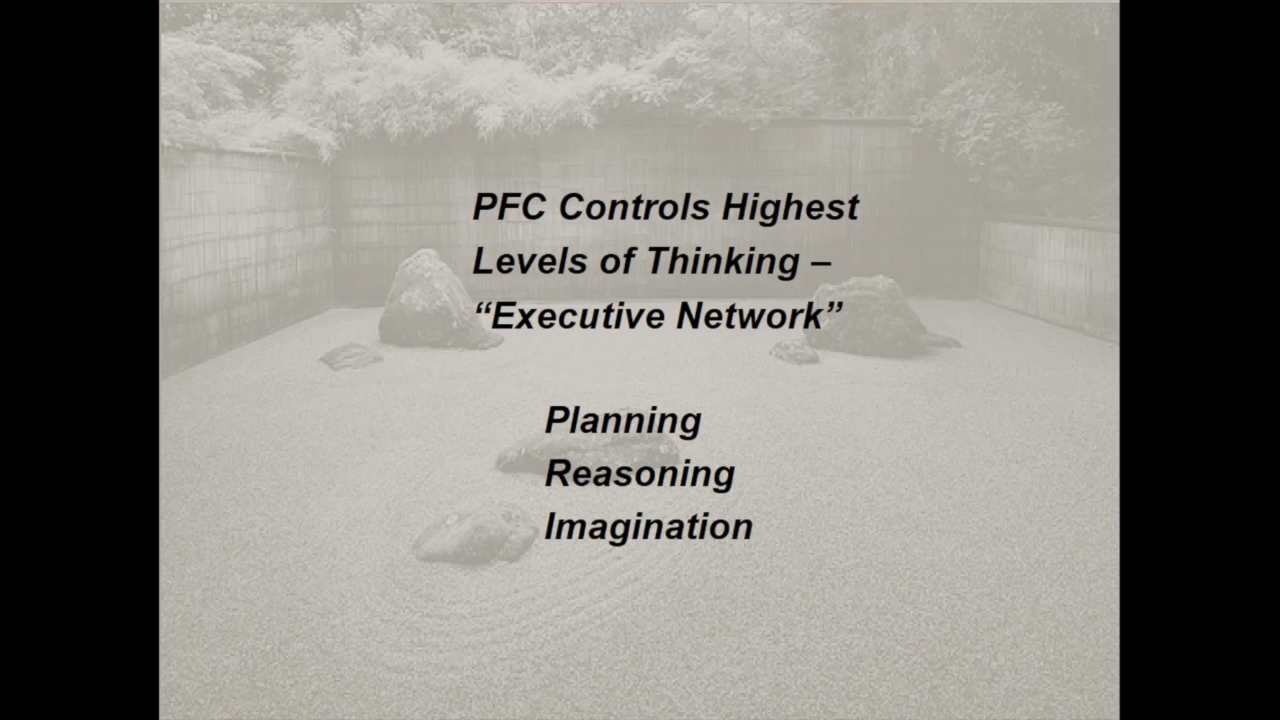 PFC Controls Highest
Levels of Thinking –
“Executive Network”
Planning
Reasoning
Imagination